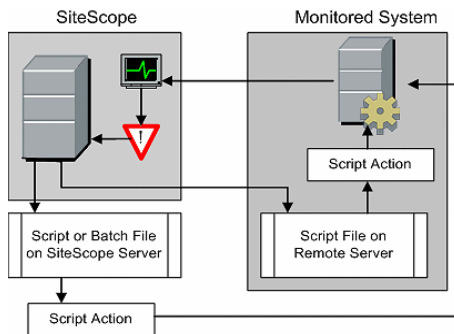 SiteScope
Monitored System
!
Script Action
Script or Batch File
on SiteScope Server
Script File on
Remote Server
Script Action